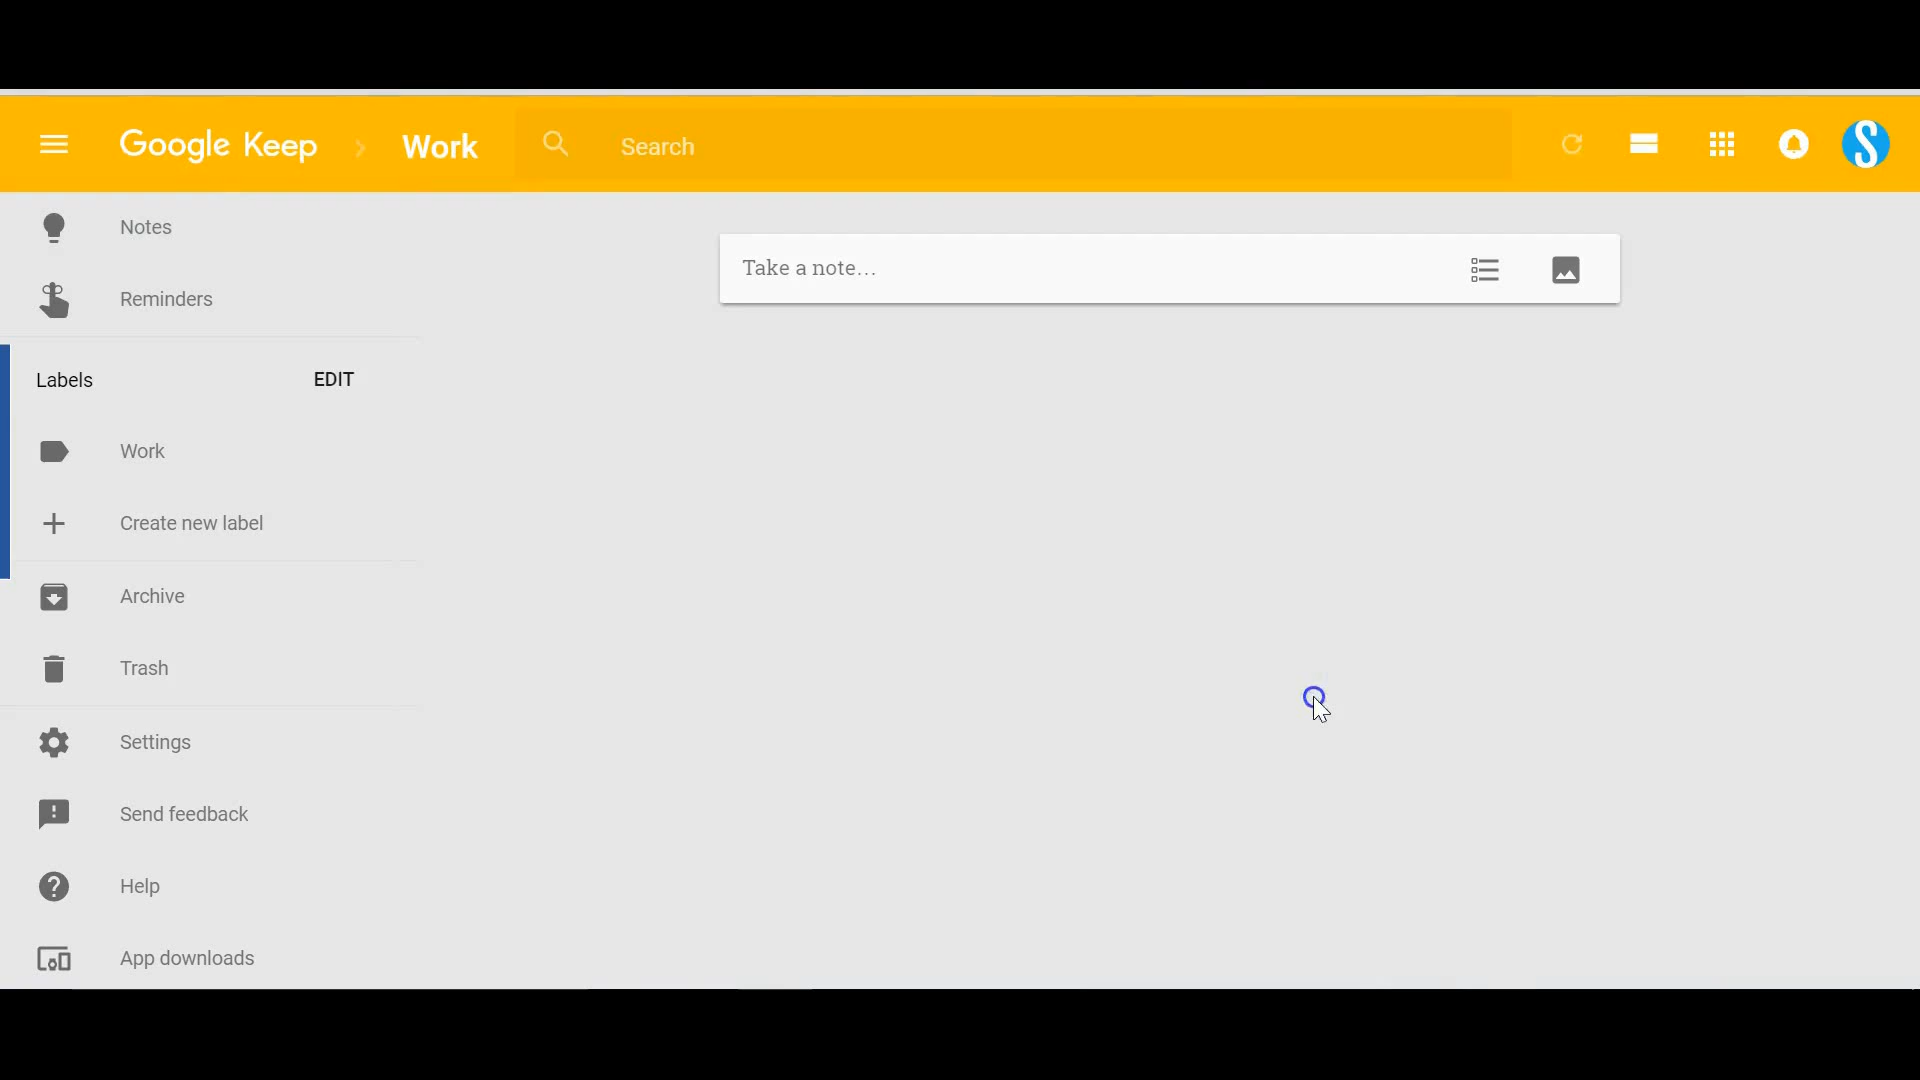 Google Keep > Work
Search
Notes
Take a note...
Reminders
Labels
EDIT
Work
Create new label
Archive
Trash
Settings
Send feedback
Help
App downloads